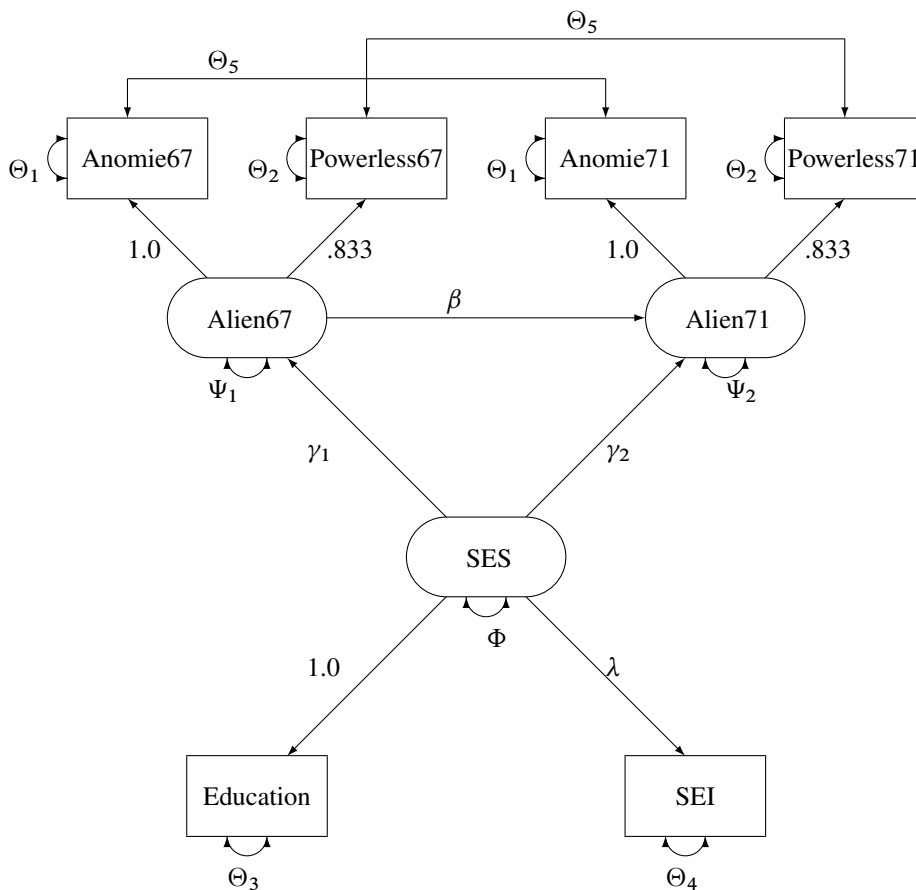 Θ5
Θ5
Θ1 Anomie67 Θ2 Powerless67 Θ1 Anomie71 Θ2 Powerless71
1.0 .833 1.0 .833
Alien67 β Alien71
Ψ1 Ψ2
γ1 γ2
SES
Φ
1.0 λ
Education SEI
Θ3 Θ4